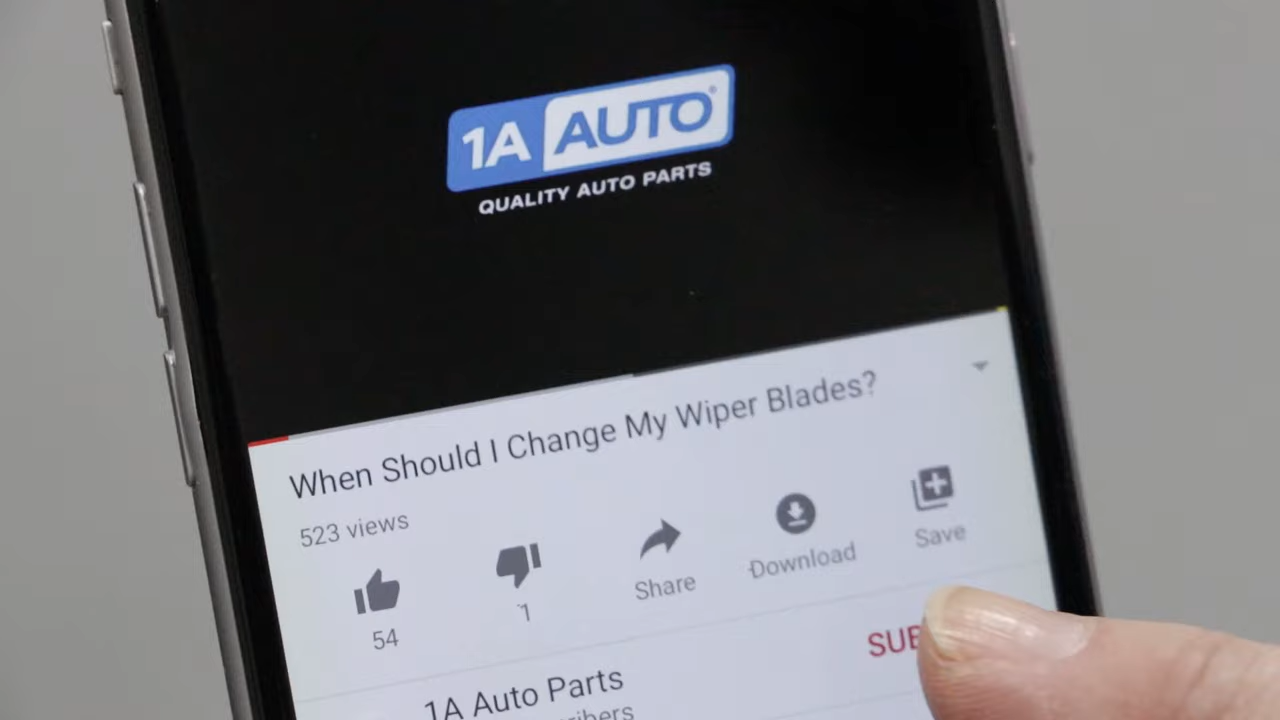 1A AUTO®
QUALITY AUTO PARTS
When Should I Change My Wiper Blades?
523 views
54
1
Share
Download
Save
1A Auto Parts